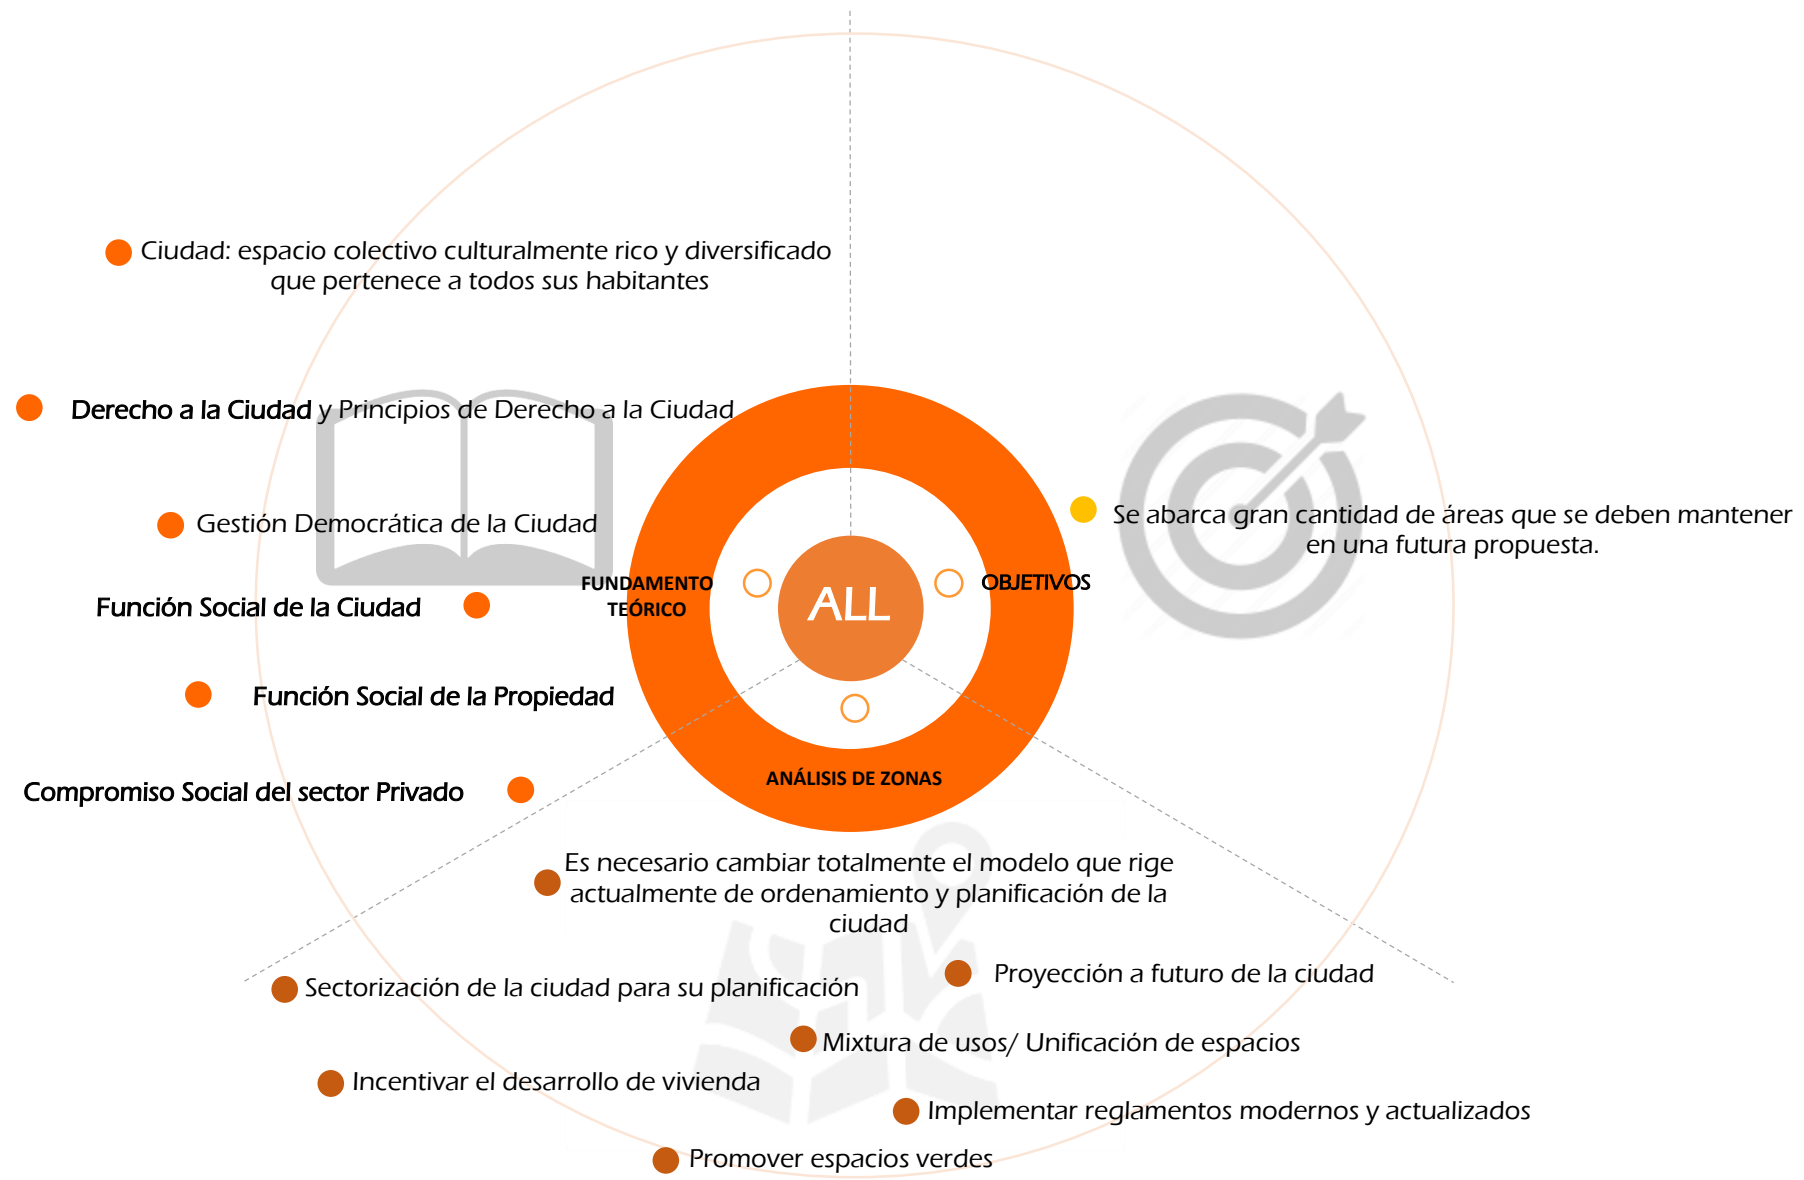 Ciudad: espacio colectivo culturalmente rico y diversificado
que pertenece a todos sus habitantes
Derecho a la Ciudad y Principios de Derecho a la Ciudad
Gestión Democrática de la Ciudad
Función Social de la Ciudad
Función Social de la Propiedad
Compromiso Social del sector Privado
FUNDAMENTO
TEÓRICO
ALL
OBJETIVOS
Se abarca gran cantidad de áreas que se deben mantener
en una futura propuesta.
ANÁLISIS DE ZONAS
Es necesario cambiar totalmente el modelo que rige
actualmente de ordenamiento y planificación de la
ciudad
Sectorización de la ciudad para su planificación
Proyección a futuro de la ciudad
Mixtura de usos/ Unificación de espacios
Incentivar el desarrollo de vivienda
Implementar reglamentos modernos y actualizados
Promover espacios verdes